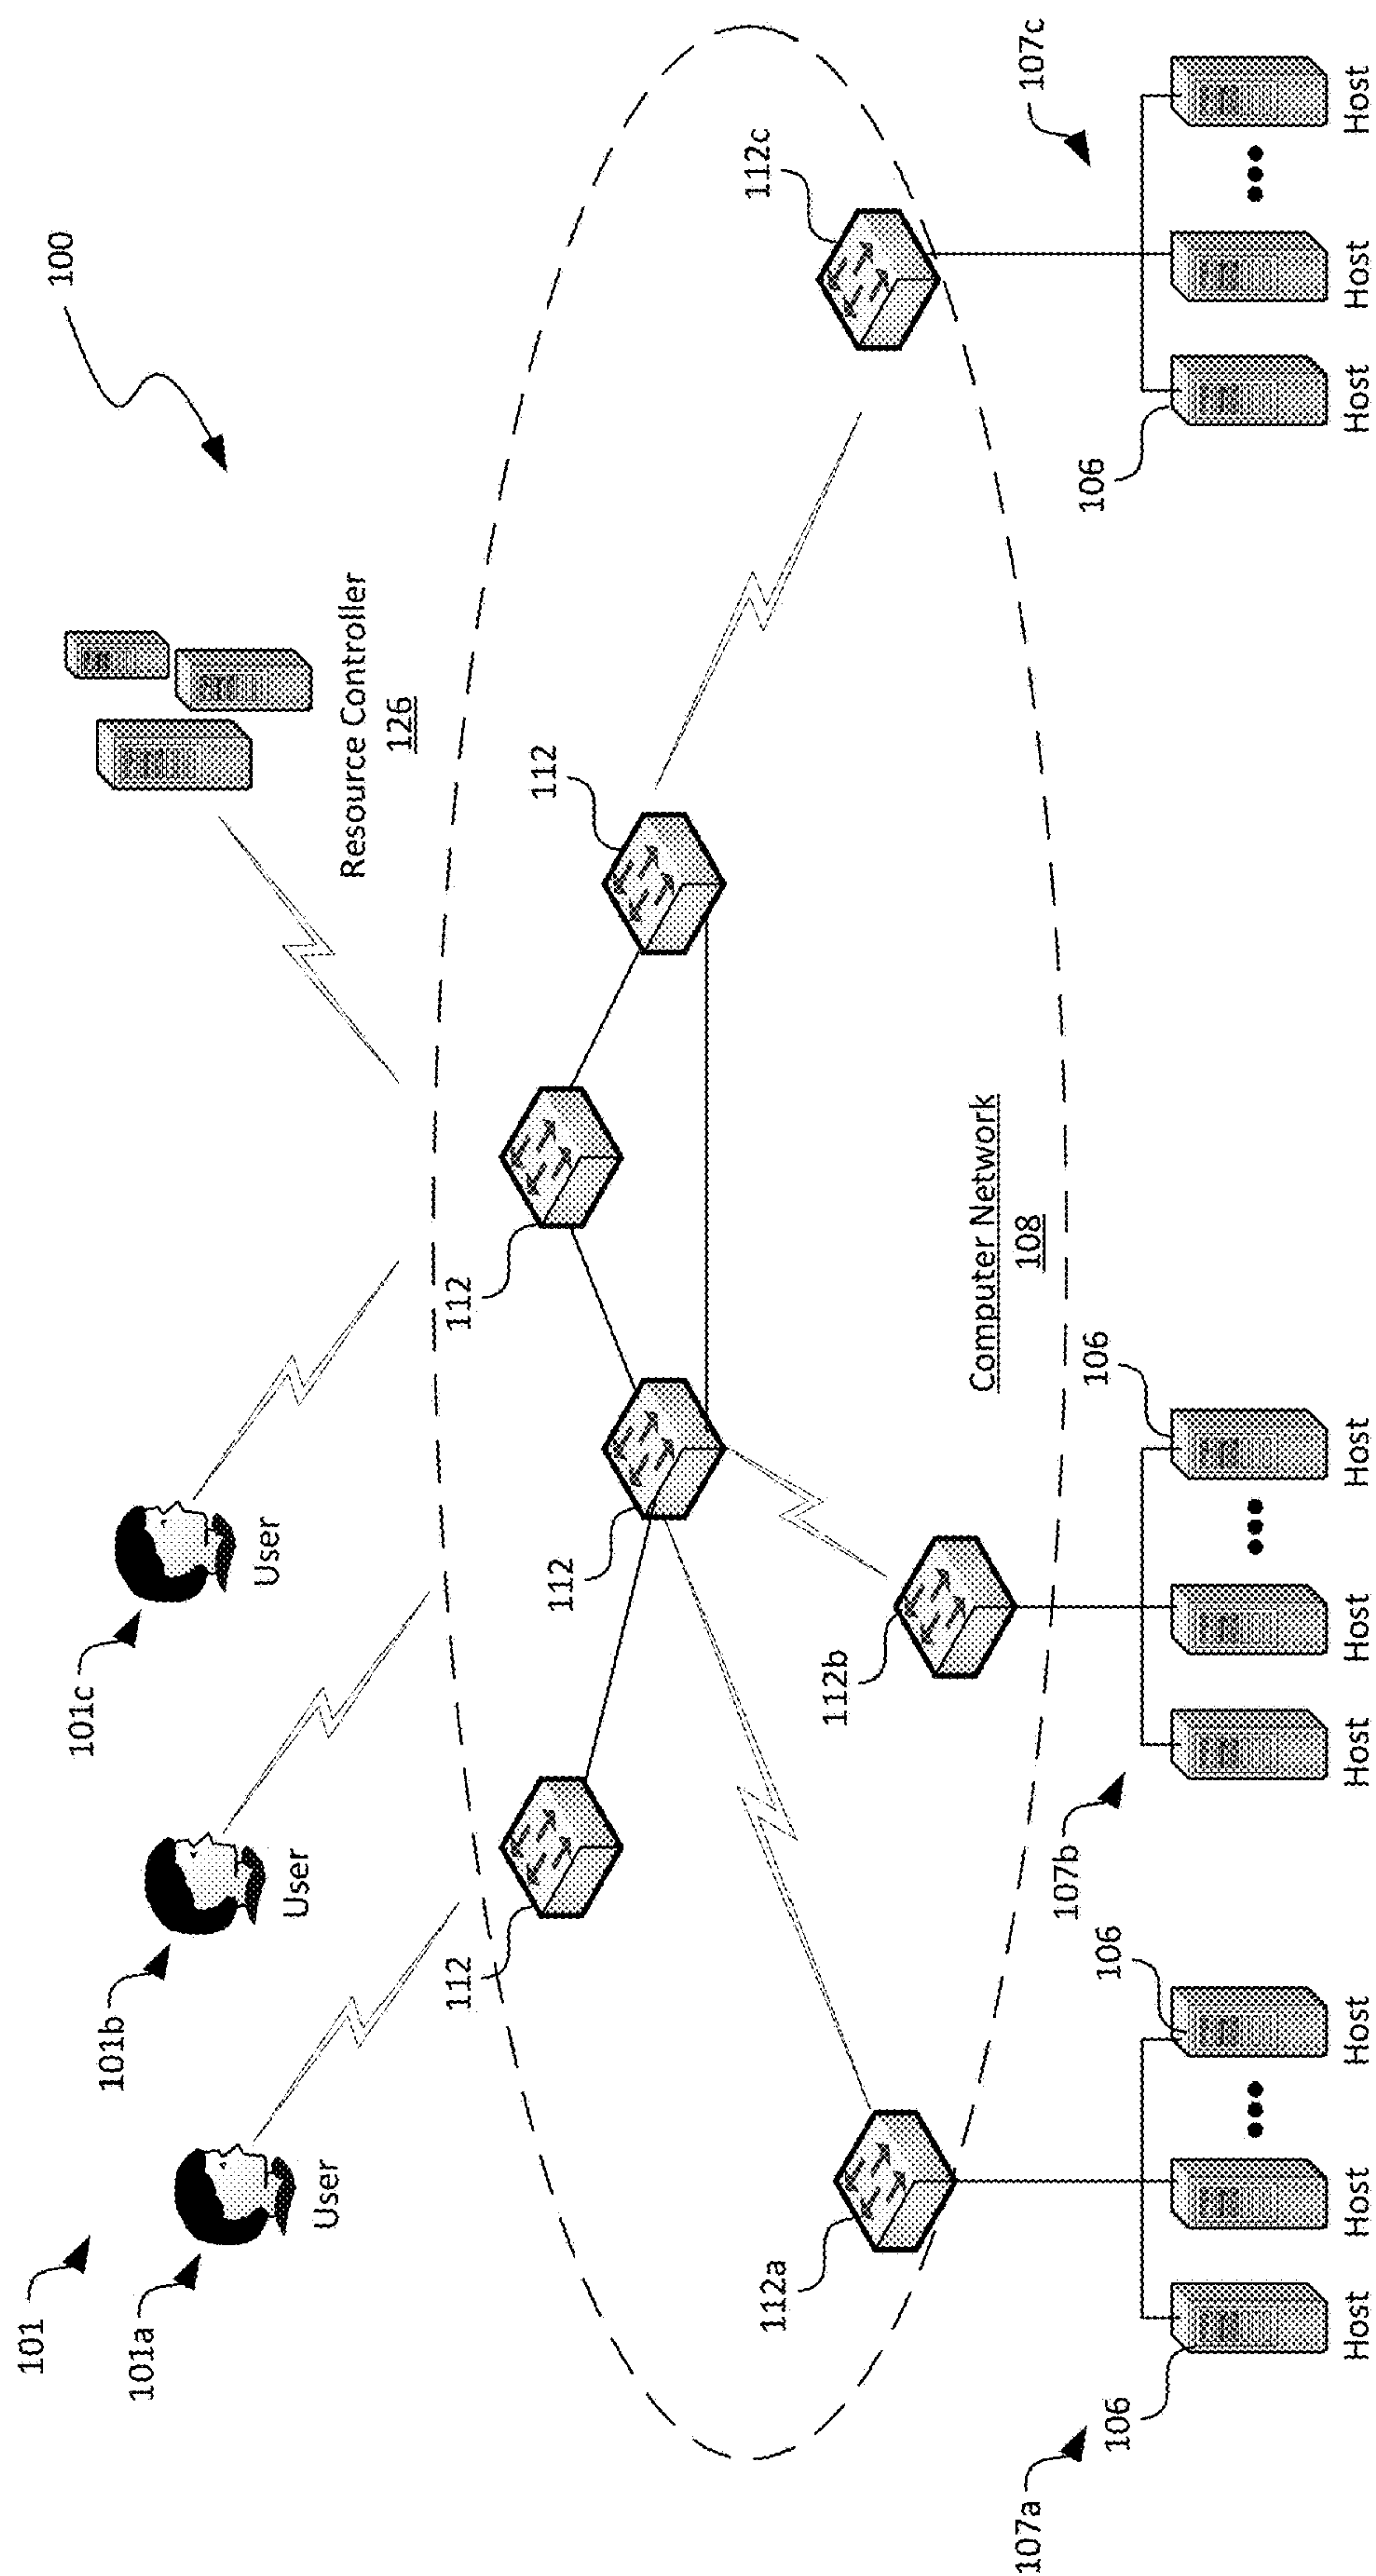 100
101
101a
User
101b
User
101c
User
Resource Controller
126
112
112
112
112
112a
112b
112c
Computer Network
108
107a
106
106
Host
Host
Host
107b
106
Host
Host
Host
107c
106
Host
Host
Host